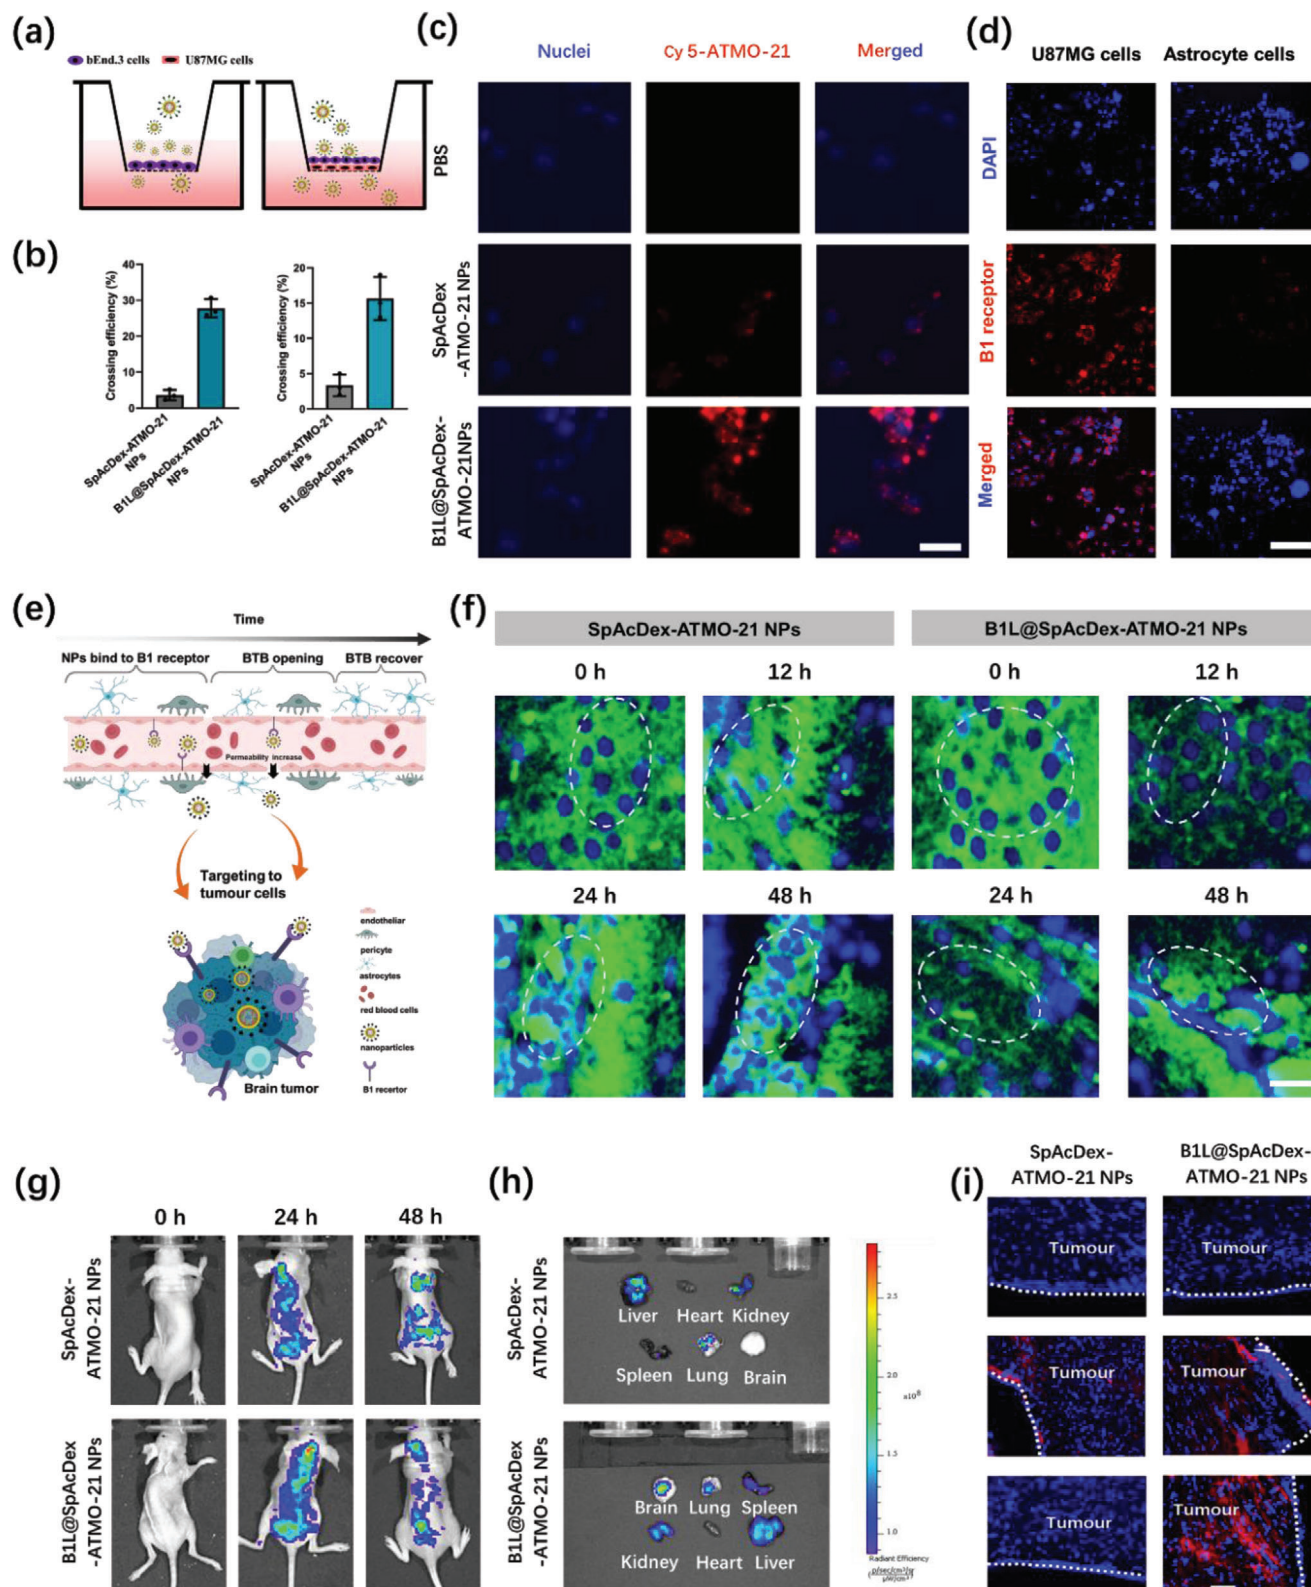 (a)
bEnd.3 cells U87MG cells
(b)
Crossing efficiency (%)
40
30
20
10
0
SpAcDex-ATMO-21
NPs
B1L@SpAcDex-ATMO-21
NPs
Crossing efficiency (%)
20
15
10
5
0
SpAcDex-ATMO-21
NPs
B1L@SpAcDex-ATMO-21
NPs
(c)
Nuclei Cy 5-ATMO-21 Merged
PBS
SpAcDex
-ATMO-21 NPs
B1L@SpAcDex-
ATMO-21NPs
(d)
U87MG cells Astrocyte cells
DAPI
B1 receptor
Merged
(e)
Time
NPs bind to B1 receptor BTB opening BTB recover
Permeability increase
Targeting to
tumour cells
endotheliar
pericyte
astrocytes
red blood cells
nanoparticles
B1 recertor
Brain tumor
(f)
SpAcDex-ATMO-21 NPs B1L@SpAcDex-ATMO-21 NPs
0 h 12 h 0 h 12 h
24 h 48 h 24 h 48 h
(g)
0 h 24 h 48 h
SpAcDex-
ATMO-21 NPs
B1L@SpAcDex
-ATMO-21 NPs
(h)
SpAcDex-
ATMO-21 NPs
Liver Heart Kidney
Spleen Lung Brain
B1L@SpAcDex
-ATMO-21 NPs
Brain Lung Spleen
Kidney Heart Liver
2.5
2.0
×10⁸
1.5
1.0
Radiant Efficiency
(p/sec/cm²/sr
µW/cm²)
(i)
SpAcDex-
ATMO-21 NPs
B1L@SpAcDex-
ATMO-21 NPs
Tumour Tumour
Tumour Tumour
Tumour Tumour